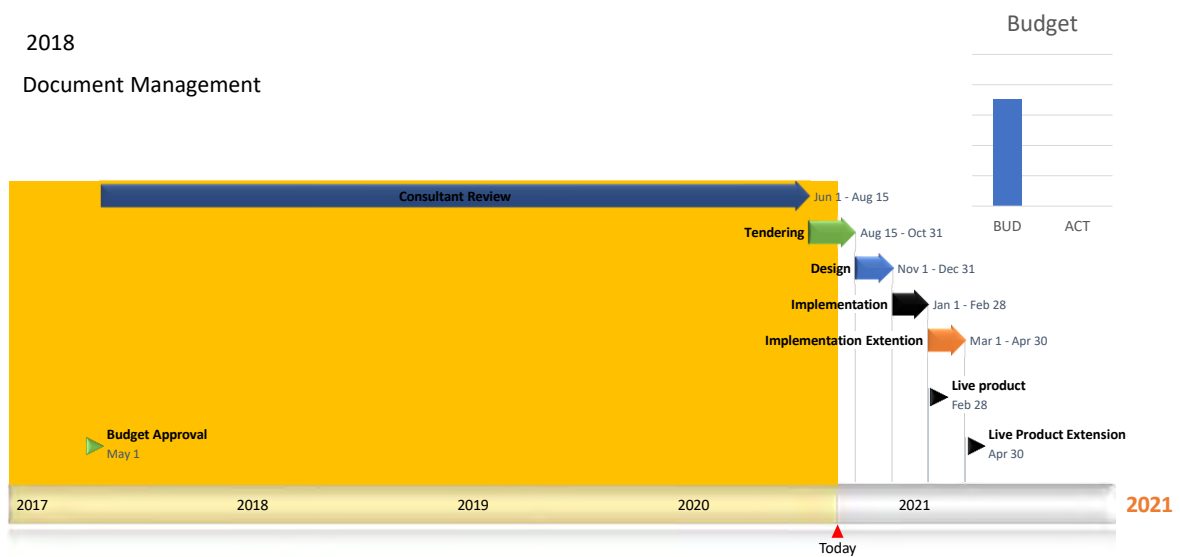 2018
Document Management
Budget
BUD ACT
Consultant Review
Jun 1 - Aug 15
Tendering
Aug 15 - Oct 31
Design
Nov 1 - Dec 31
Implementation
Jan 1 - Feb 28
Implementation Extention
Mar 1 - Apr 30
Live product
Feb 28
Budget Approval
May 1
Live Product Extension
Apr 30
2017 2018 2019 2020 2021 2021
Today